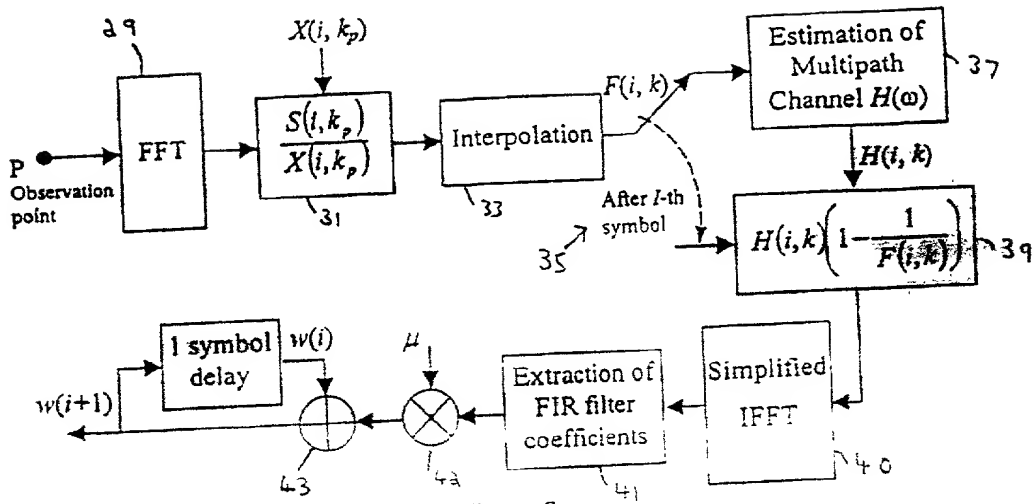 29
X(i, k_p)
FFT
P
Observation
point
S(i, k_p)
X(i, k_p)
31
Interpolation
33
F(i, k)
Estimation of
Multipath
Channel H(ω)
37
H(i, k)
After I-th
symbol
35
H(i,k)(1 - 1/F(i,k))
39
1 symbol
delay
w(i)
w(i+1)
μ
43
42
Extraction of
FIR filter
coefficients
41
Simplified
IFFT
40